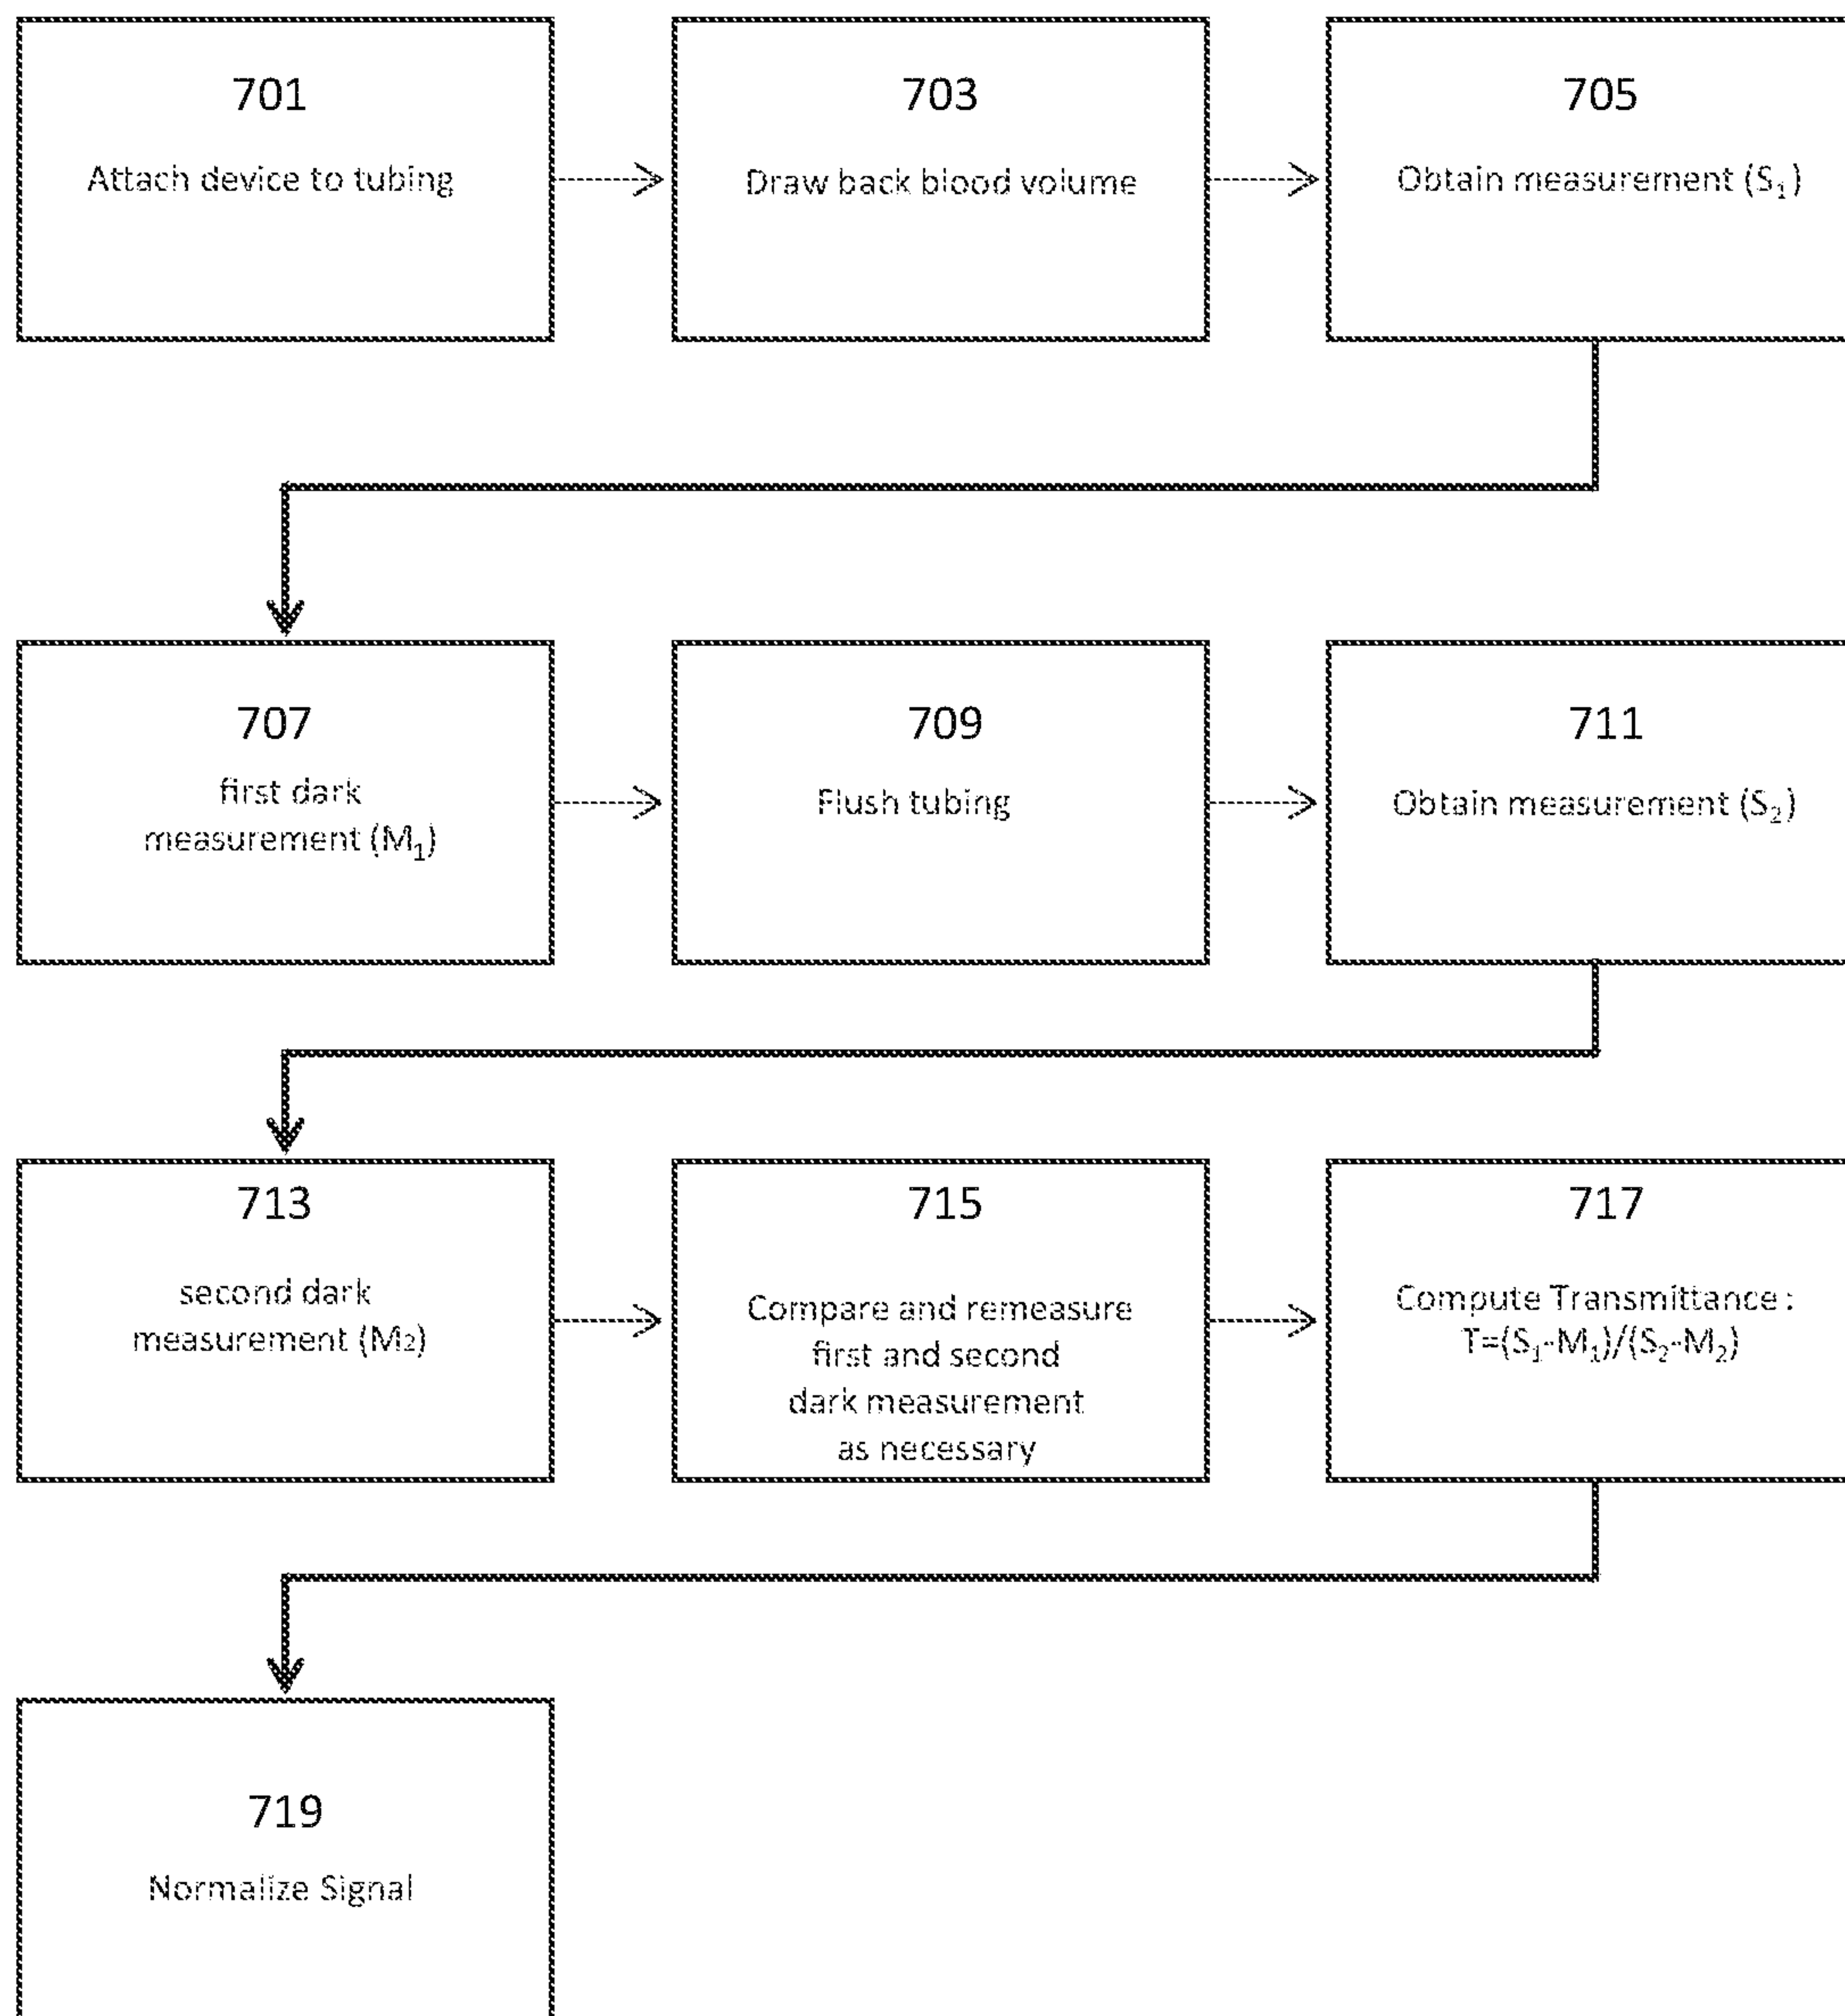 701
Attach device to tubing
703
Draw back blood volume
705
Obtain measurement (S₁)
707
first dark
measurement (M₁)
709
Flush tubing
711
Obtain measurement (S₂)
713
second dark
measurement (M₂)
715
Compare and remeasure
first and second
dark measurement
as necessary
717
Compute Transmittance :
T=(S₁-M₁)/(S₂-M₂)
719
Normalize Signal